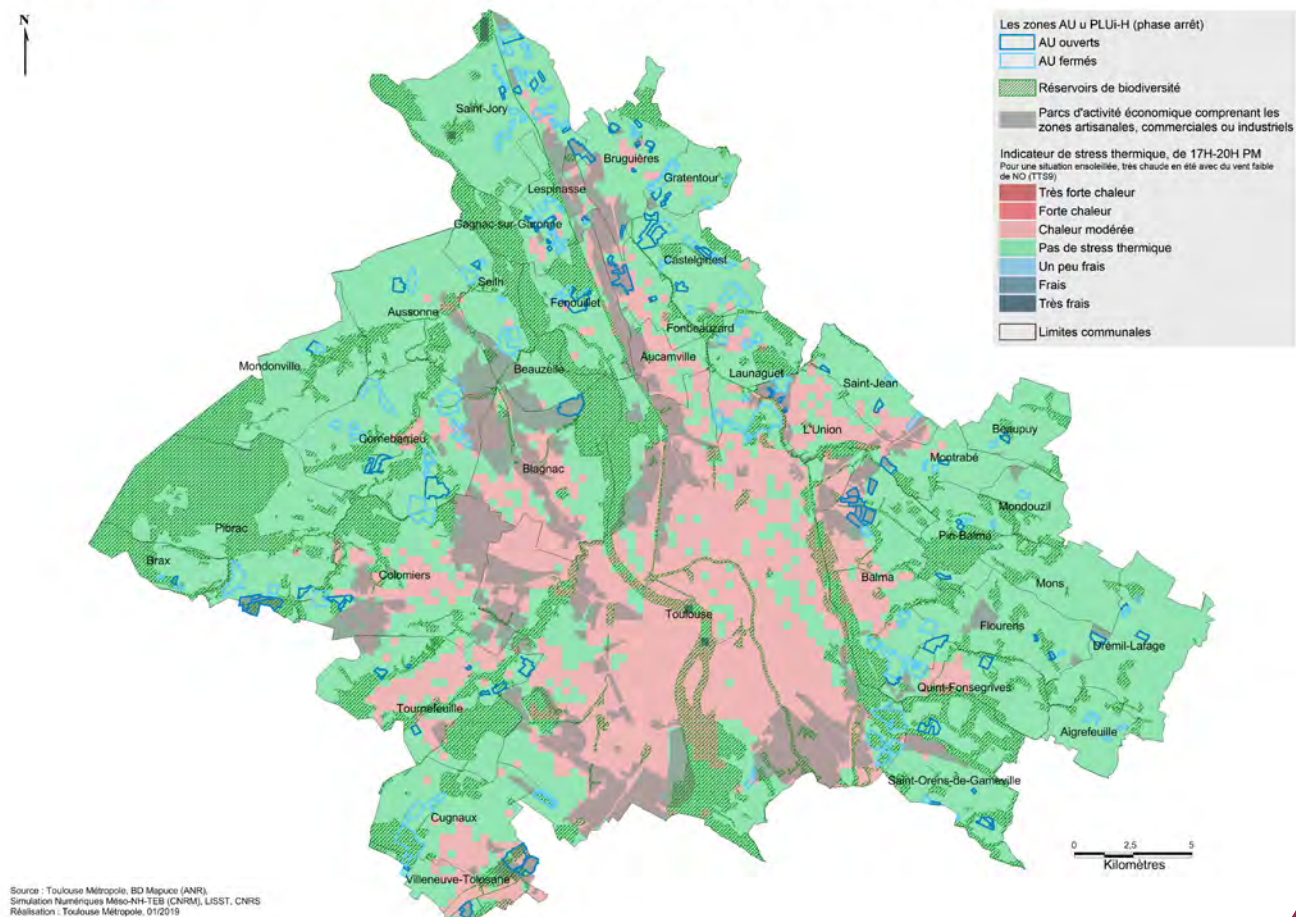 N
Les zones AU u PLUi-H (phase arrêt)
AU ouverts
AU fermés
Réservoirs de biodiversité
Parcs d'activité économique comprenant les
zones artisanales, commerciales ou industriels
Indicateur de stress thermique, de 17H-20H PM
Pour une situation ensoleillée, très chaude en été avec du vent faible
de NO (TTS9)
Très forte chaleur
Forte chaleur
Chaleur modérée
Pas de stress thermique
Un peu frais
Frais
Très frais
Limites communales
Saint-Jory
Bruguières
Lespinasse
Gratentour
Gagnac-sur-Garonne
Castelginest
Seilh
Fenouillet
Aussonne
Fonbeauzard
Aucamville
Mondonville
Beauzelle
Launaguet
Saint-Jean
L'Union
Beaupuy
Cornebarrieu
Montrabé
Blagnac
Mondouzil
Pibrac
Pin-Balma
Brax
Colomiers
Balma
Mons
Toulouse
Flourens
Drémil-Lafage
Quint-Fonsegrives
Tournefeuille
Aigrefeuille
Saint-Orens-de-Gameville
Cugnaux
Villeneuve-Tolosane
0 2,5 5
Kilomètres
Source : Toulouse Métropole, BD Mapuce (ANR),
Simulation Numériques Méso-NH-TEB (CNRM), LISST, CNRS
Réalisation : Toulouse Métropole, 01/2019